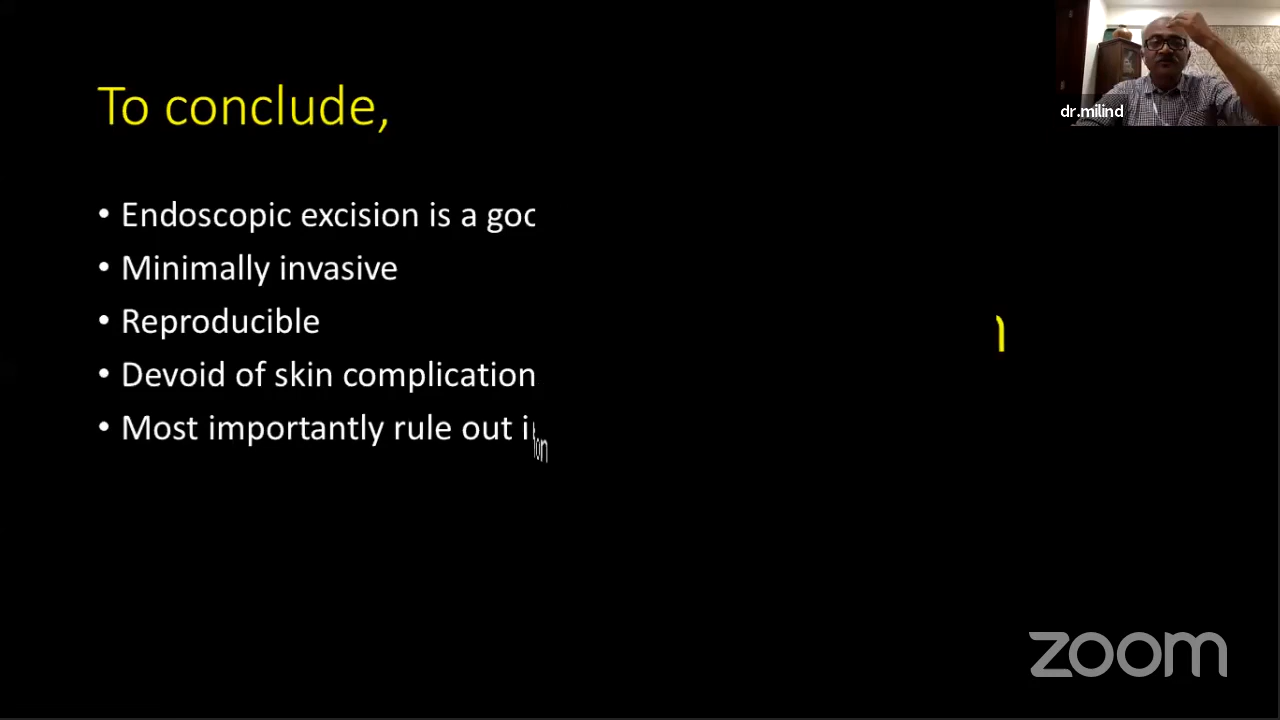 To conclude,
dr.milind
• Endoscopic excision is a
• Minimally invasive
• Reproducible
• Devoid of skin complication
• Most importantly rule out
zoom